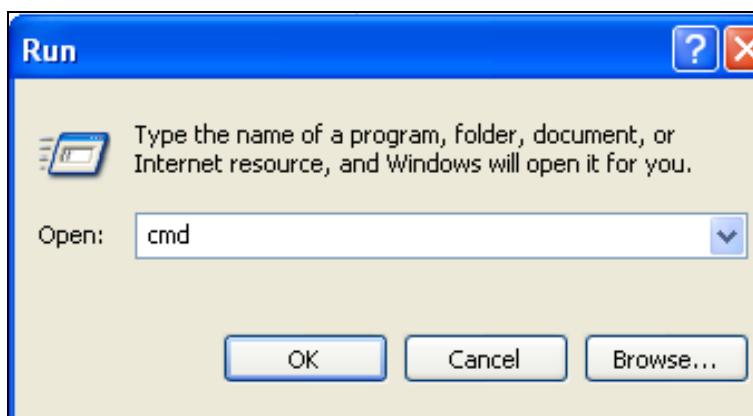 Run
Type the name of a program, folder, document, or
Internet resource, and Windows will open it for you.
Open: cmd
OK Cancel Browse...